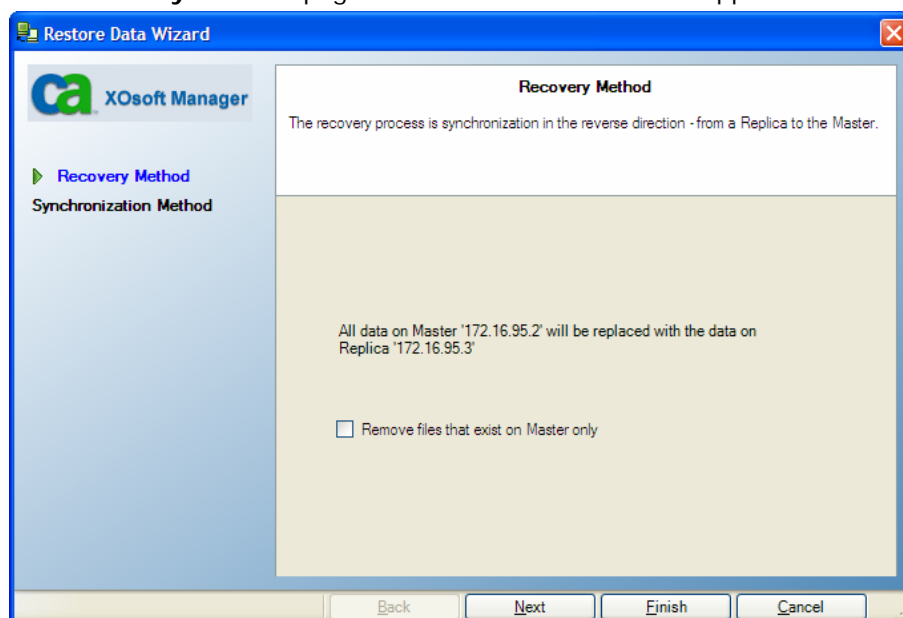 Restore Data Wizard
ca XOsoft Manager
Recovery Method
Synchronization Method
Recovery Method
The recovery process is synchronization in the reverse direction - from a Replica to the Master.
All data on Master '172.16.95.2' will be replaced with the data on
Replica '172.16.95.3'
Remove files that exist on Master only
Back Next Finish Cancel